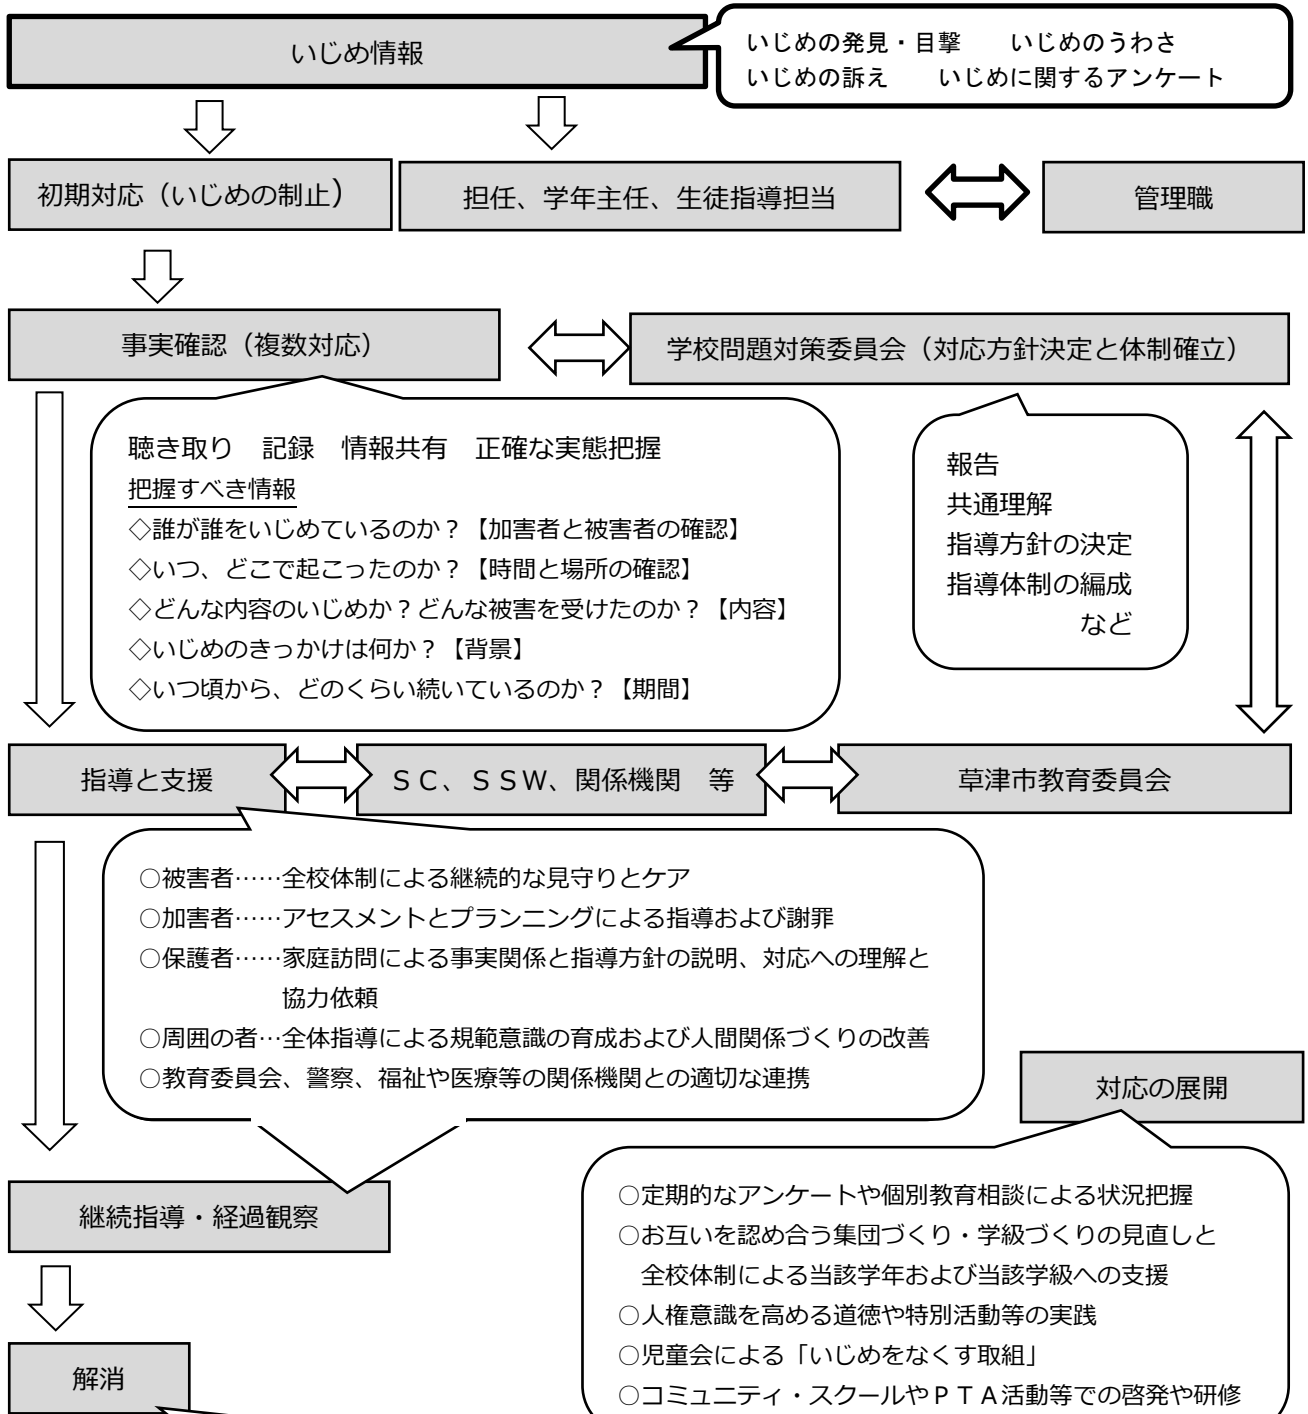 いじめ情報
いじめの発見・目撃　　いじめのうわさ
いじめの訴え　　いじめに関するアンケート
初期対応（いじめの制止）
担任、学年主任、生徒指導担当
管理職
事実確認（複数対応）
学校問題対策委員会（対応方針決定と体制確立）
聴き取り　記録　情報共有　正確な実態把握
把握すべき情報
◇誰が誰をいじめているのか？【加害者と被害者の確認】
◇いつ、どこで起こったのか？【時間と場所の確認】
◇どんな内容のいじめか？どんな被害を受けたのか？【内容】
◇いじめのきっかけは何か？【背景】
◇いつ頃から、どのくらい続いているのか？【期間】
報告
共通理解
指導方針の決定
指導体制の編成
など
指導と支援
ＳＣ、ＳＳＷ、関係機関　等
草津市教育委員会
○被害者……全校体制による継続的な見守りとケア
○加害者……アセスメントとプランニングによる指導および謝罪
○保護者……家庭訪問による事実関係と指導方針の説明、対応への理解と
協力依頼
○周囲の者…全体指導による規範意識の育成および人間関係づくりの改善
○教育委員会、警察、福祉や医療等の関係機関との適切な連携
対応の展開
継続指導・経過観察
○定期的なアンケートや個別教育相談による状況把握
○お互いを認め合う集団づくり・学級づくりの見直しと
全校体制による当該学年および当該学級への支援
○人権意識を高める道徳や特別活動等の実践
○児童会による「いじめをなくす取組」
○コミュニティ・スクールやＰＴＡ活動等での啓発や研修
解消